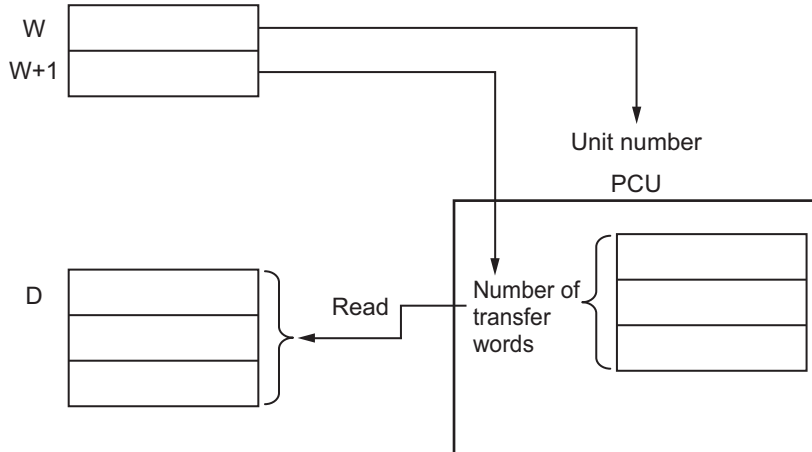 W
W+1
Unit number
PCU
D
Read
Number of
transfer
words